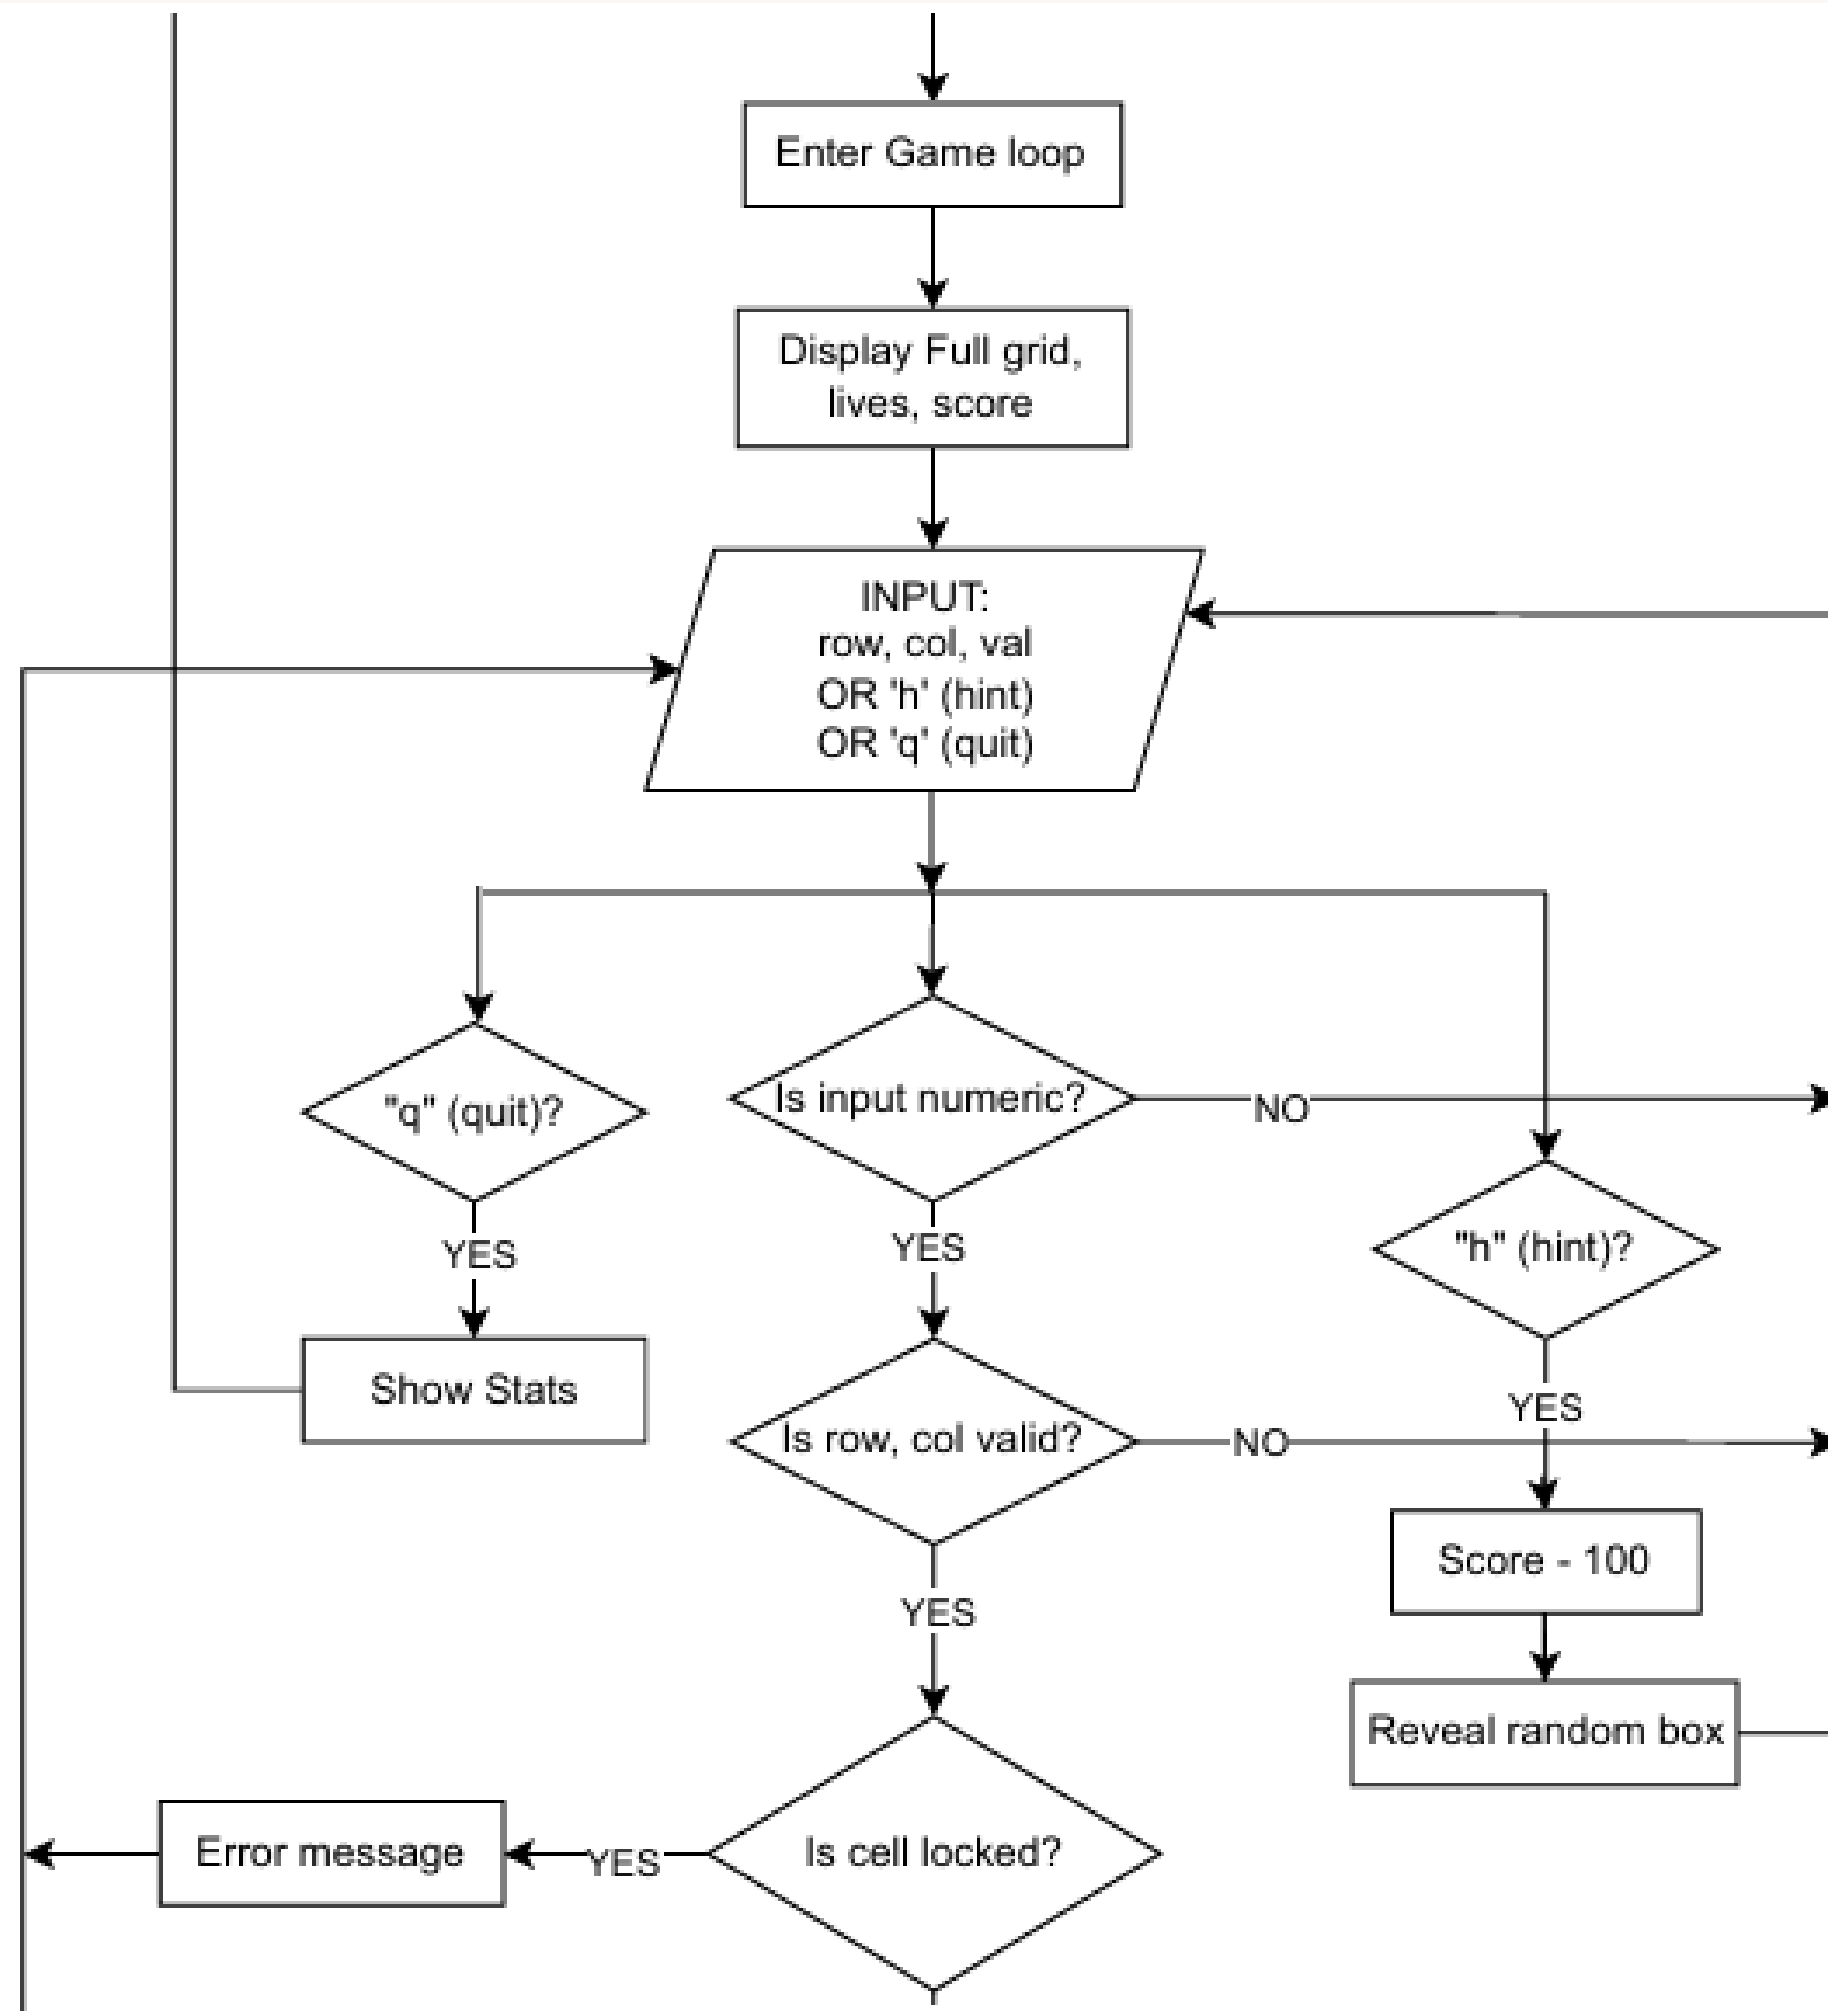 Enter Game loop
Display Full grid,
lives, score
INPUT:
row, col, val
OR 'h' (hint)
OR 'q' (quit)
"q" (quit)?
Is input numeric?
NO
"h" (hint)?
YES
YES
Show Stats
Is row, col valid?
NO
YES
Score - 100
YES
Reveal random box
Error message
YES
Is cell locked?